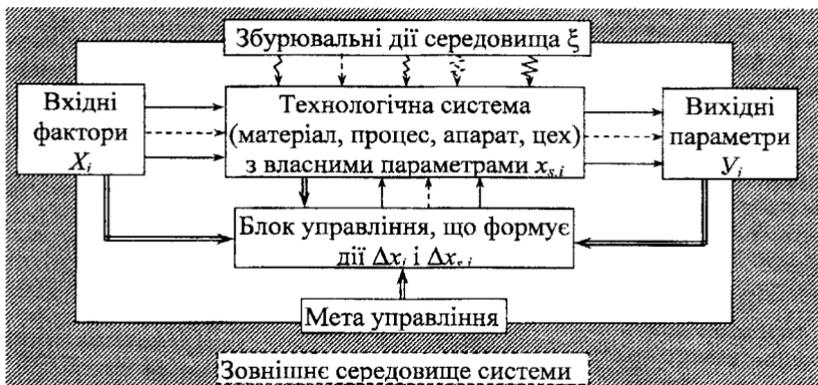 Збурювальні дії середовища ξ
Вхідні
фактори
Xᵢ
Технологічна система
(матеріал, процес, апарат, цех)
з власними параметрами xₛ.ᵢ
Вихідні
параметри
Уᵢ
Блок управління, що формує
дії Δxᵢ і Δxₛ.ᵢ
Мета управління
Зовнішнє середовище системи